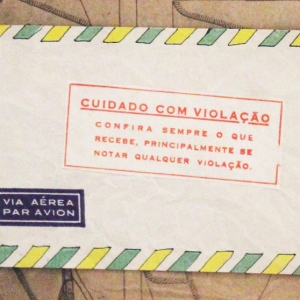 CUIDADO COM VIOLAÇÃO
CONFIRA SEMPRE O QUE
RECEBE, PRINCIPALMENTE SE
NOTAR QUALQUER VIOLAÇÃO.
VIA AÉREA
PAR AVION